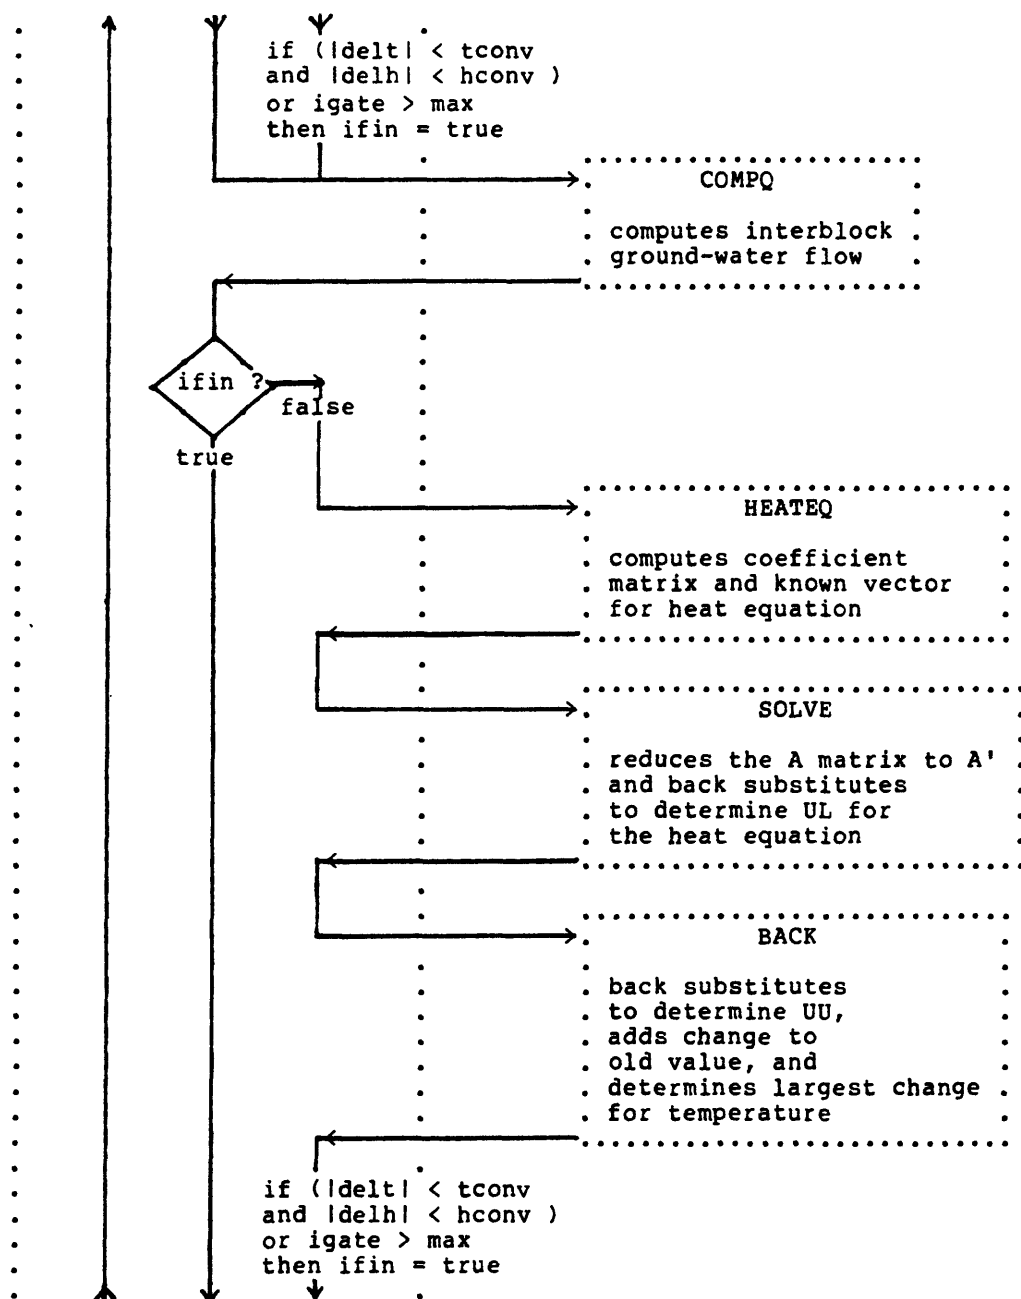 if (|delt| < tconv
and |delh| < hconv )
or igate > max
then ifin = true
COMPQ
computes interblock
ground-water flow
ifin ?
false
true
HEATEQ
computes coefficient
matrix and known vector
for heat equation
SOLVE
reduces the A matrix to A'
and back substitutes
to determine UL for
the heat equation
BACK
back substitutes
to determine UU,
adds change to
old value, and
determines largest change
for temperature
if (|delt| < tconv
and |delh| < hconv )
or igate > max
then ifin = true